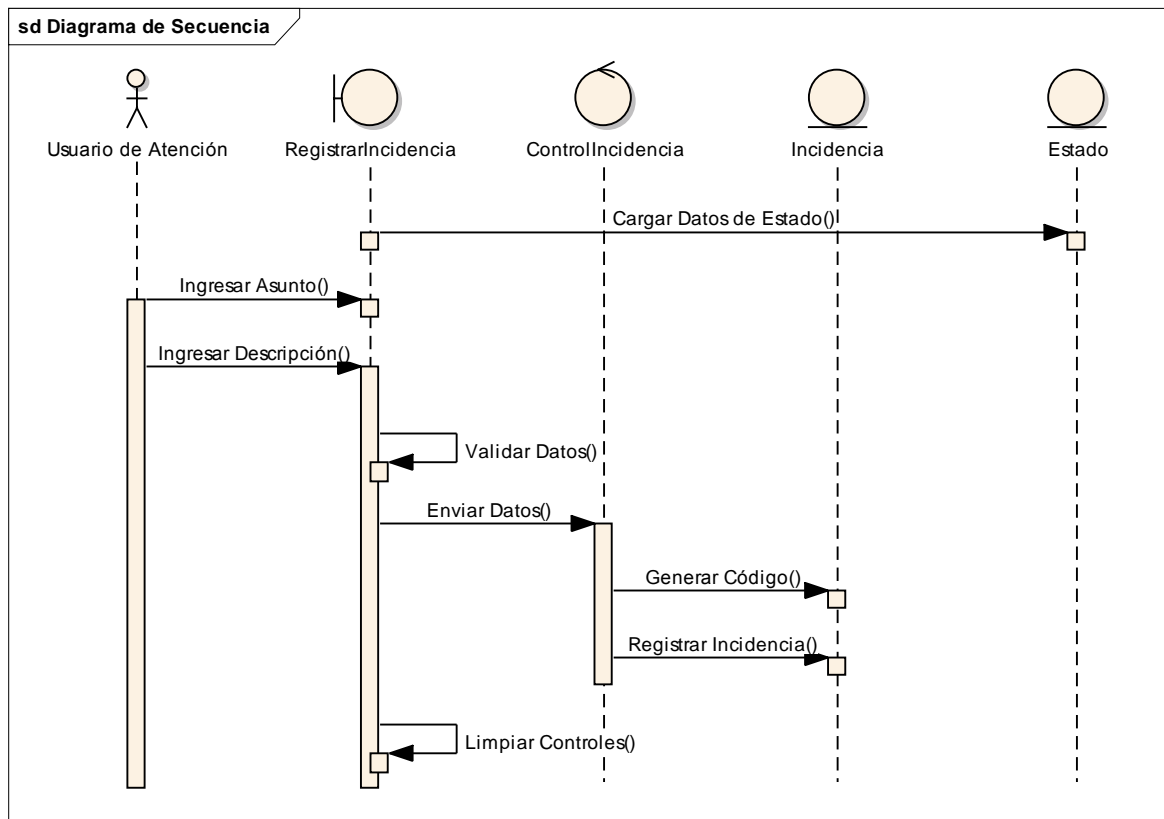 sd Diagrama de Secuencia
Usuario de Atención
RegistrarIncidencia
ControlIncidencia
Incidencia
Estado
Cargar Datos de Estado()
Ingresar Asunto()
Ingresar Descripción()
Validar Datos()
Enviar Datos()
Generar Código()
Registrar Incidencia()
Limpiar Controles()